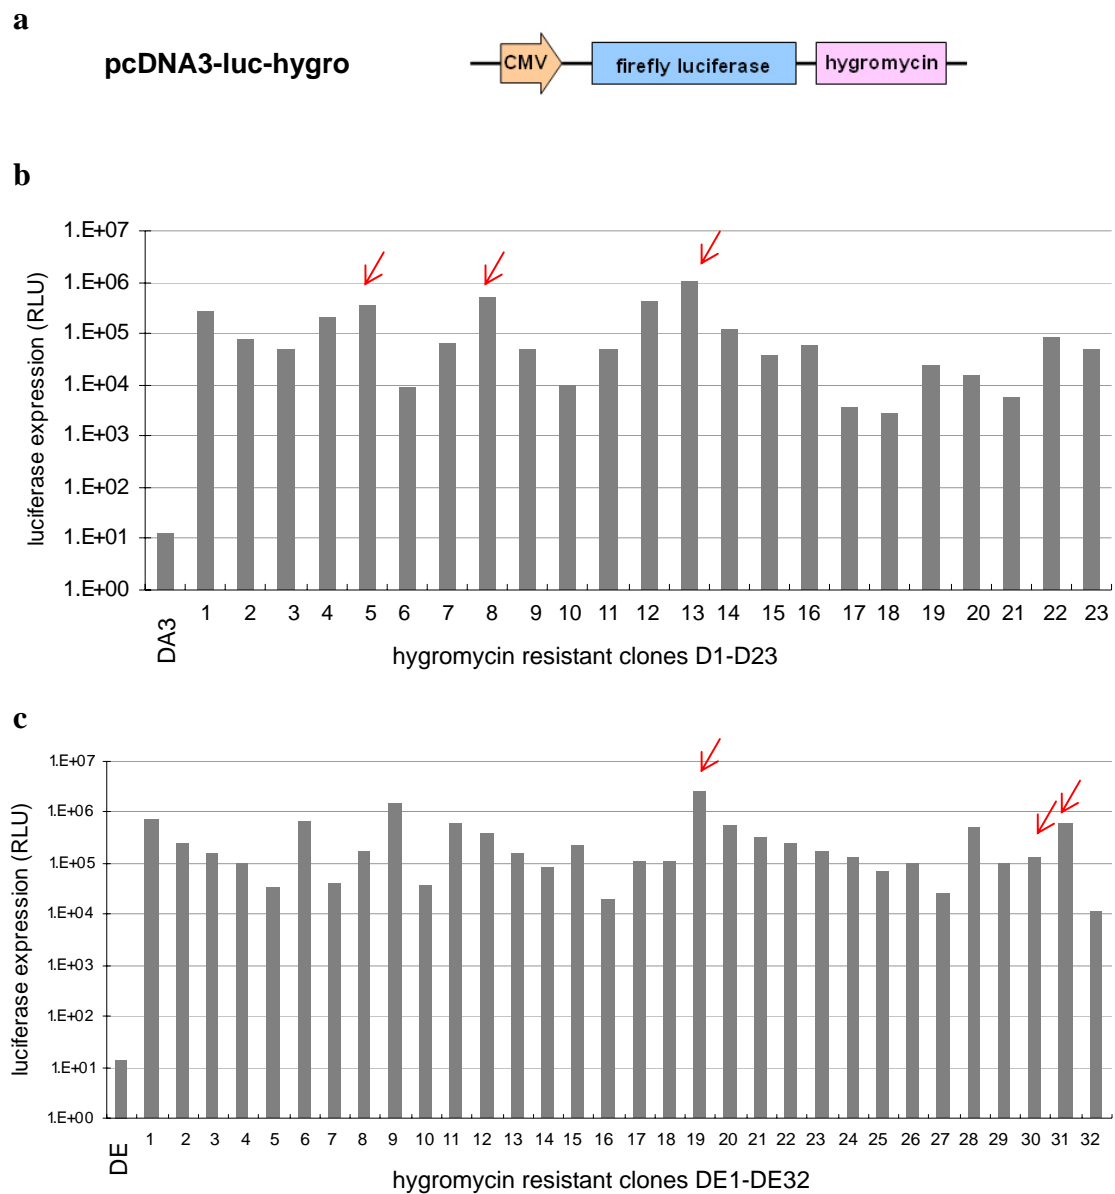 a
pcDNA3-luc-hygro
CMV
firefly luciferase
hygromycin
b
luciferase expression (RLU)
1.E+07
1.E+06
1.E+05
1.E+04
1.E+03
1.E+02
1.E+01
1.E+00
DA3 1 2 3 4 5 6 7 8 9 10 11 12 13 14 15 16 17 18 19 20 21 22 23
hygromycin resistant clones D1-D23
c
luciferase expression (RLU)
1.E+07
1.E+06
1.E+05
1.E+04
1.E+03
1.E+02
1.E+01
1.E+00
DE 1 2 3 4 5 6 7 8 9 10 11 12 13 14 15 16 17 18 19 20 21 22 23 24 25 26 27 28 29 30 31 32
hygromycin resistant clones DE1-DE32